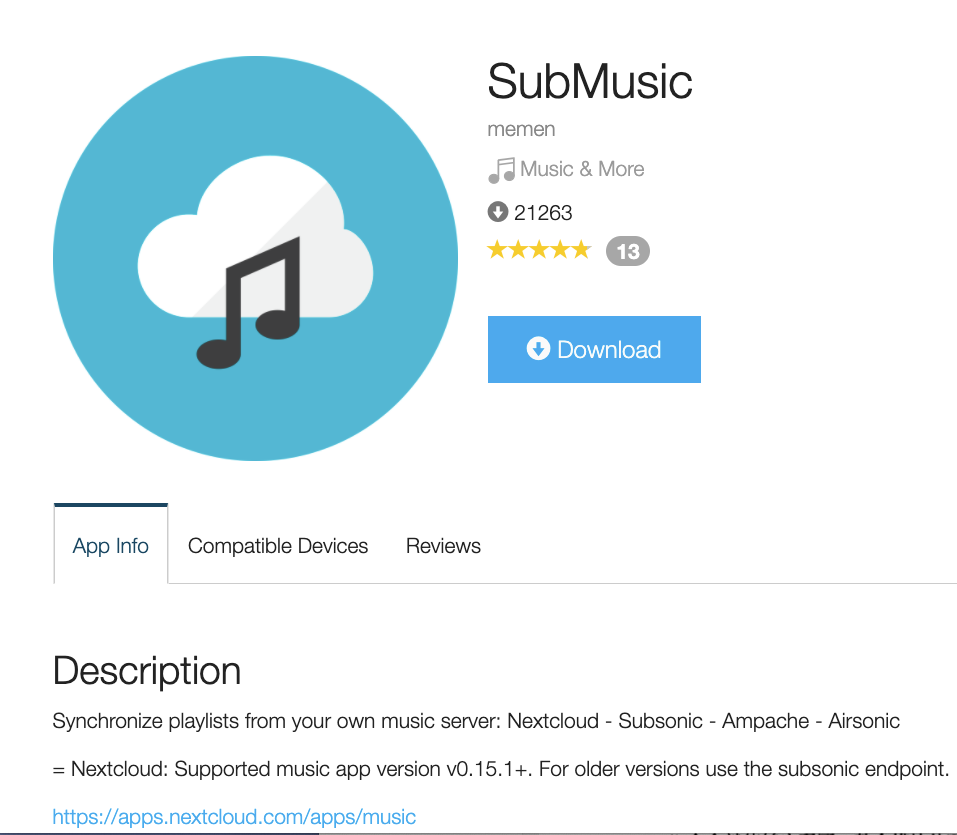 SubMusic
memen
Music & More
21263
13
Download
App Info
Compatible Devices
Reviews
Description
Synchronize playlists from your own music server: Nextcloud - Subsonic - Ampache - Airsonic
= Nextcloud: Supported music app version v0.15.1+. For older versions use the subsonic endpoint.
https://apps.nextcloud.com/apps/music